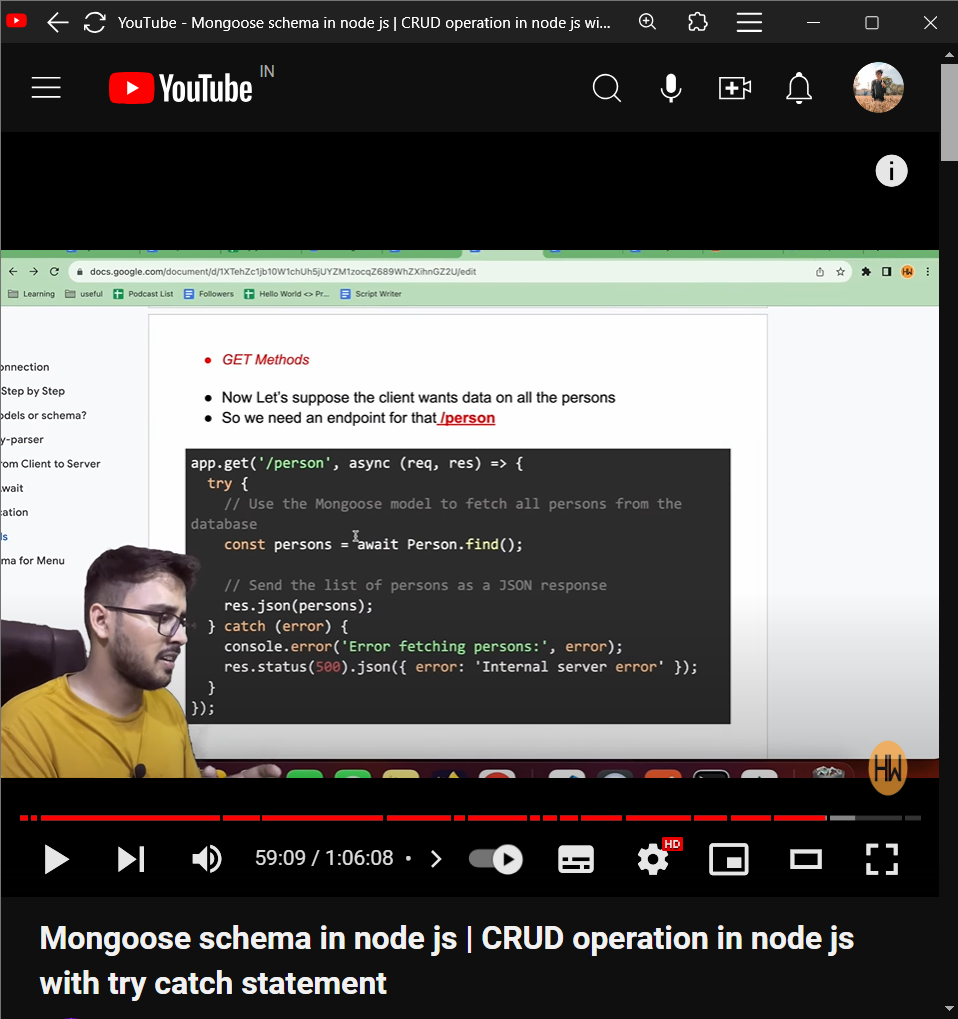 YouTube - Mongoose schema in node js | CRUD operation in node js wi...
YouTube IN
docs.google.com/document/d/1XTehZc1jb10W1chUh5jUYZM1zocqZ689WhZXihnGZ2U/edit
Learning useful Podcast List Followers Hello World <> Pr... Script Writer
GET Methods
onnection
Now Let's suppose the client wants data on all the persons
Step by Step
So we need an endpoint for that /person
odels or schema?
y-parser
app.get('/person', async (req, res) => {
om Client to Server
try {
wait
// Use the Mongoose model to fetch all persons from the
cation
database
ls
const persons = await Person.find();
ma for Menu
// Send the list of persons as a JSON response
res.json(persons);
} catch (error) {
console.error('Error fetching persons:', error);
res.status(500).json({ error: 'Internal server error' });
}
});
HW
59:09 / 1:06:08
HD
Mongoose schema in node js | CRUD operation in node js
with try catch statement